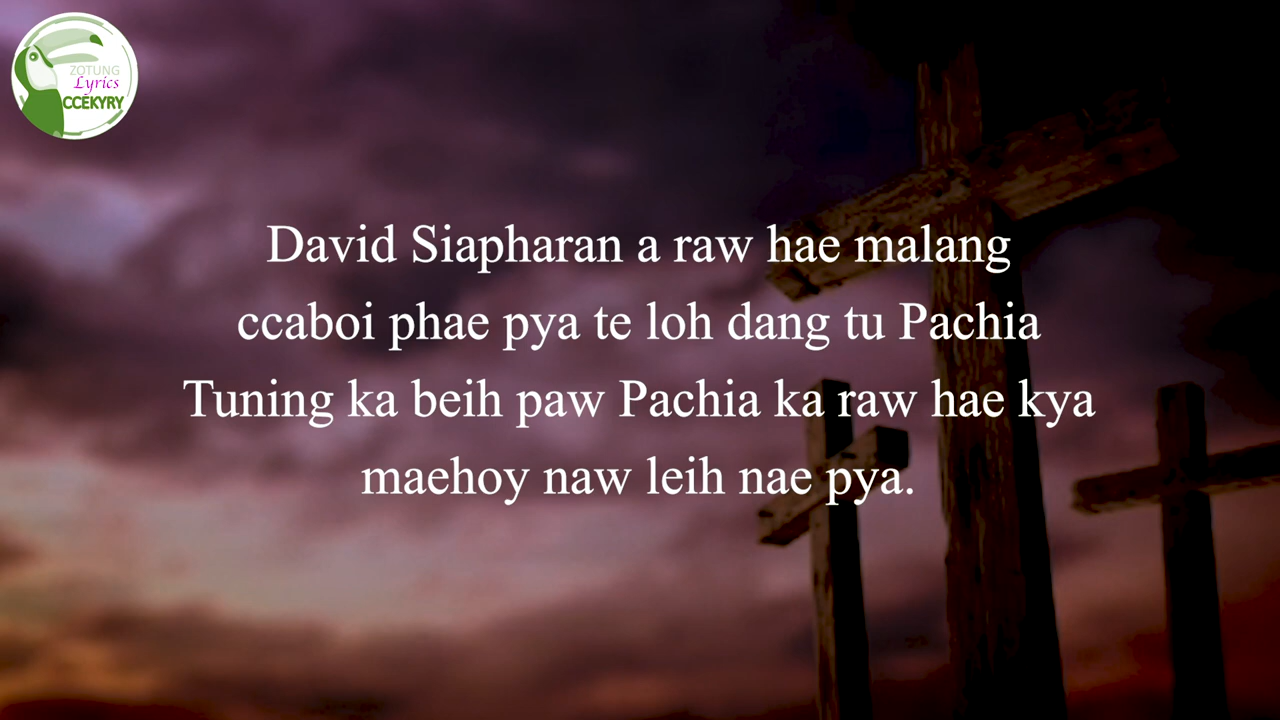 ZOTUNG
Lyrics
CCĒKYRY
David Siapharan a raw hae malang
ccaboi phae pya te loh dang tu Pachia
Tuning ka beih paw Pachia ka raw hae kya
maehoy naw leih nae pya.